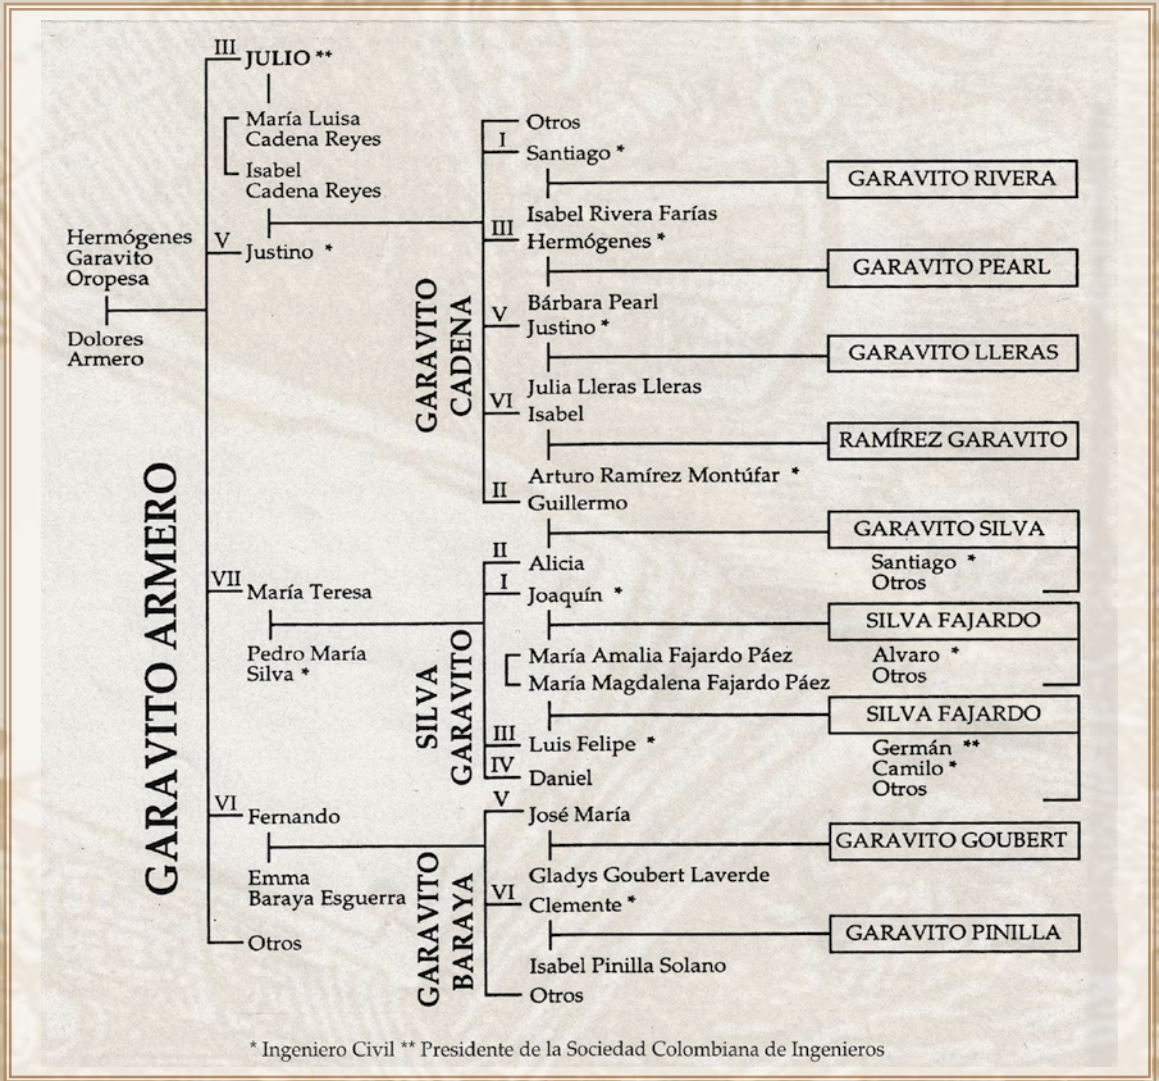 III JULIO **
María Luisa
Cadena Reyes
Isabel
Cadena Reyes
Hermógenes
Garavito
Oropesa
Dolores
Armero
V Justino *
GARAVITO ARMERO
VII María Teresa
Pedro María
Silva *
VI Fernando
Emma
Baraya Esguerra
Otros
GARAVITO
CADENA
Otros
I Santiago *
GARAVITO RIVERA
Isabel Rivera Farías
III Hermógenes *
GARAVITO PEARL
Bárbara Pearl
V Justino *
GARAVITO LLERAS
Julia Lleras Lleras
VI Isabel
RAMÍREZ GARAVITO
Arturo Ramírez Montúfar *
II Guillermo
GARAVITO SILVA
Santiago *
Otros
SILVA
GARAVITO
II Alicia
I Joaquín *
SILVA FAJARDO
Alvaro *
Otros
María Amalia Fajardo Páez
María Magdalena Fajardo Páez
SILVA FAJARDO
Germán **
Camilo *
Otros
III Luis Felipe *
IV Daniel
GARAVITO
BARAYA
V José María
GARAVITO GOUBERT
Gladys Goubert Laverde
VI Clemente *
GARAVITO PINILLA
Isabel Pinilla Solano
Otros
* Ingeniero Civil ** Presidente de la Sociedad Colombiana de Ingenieros